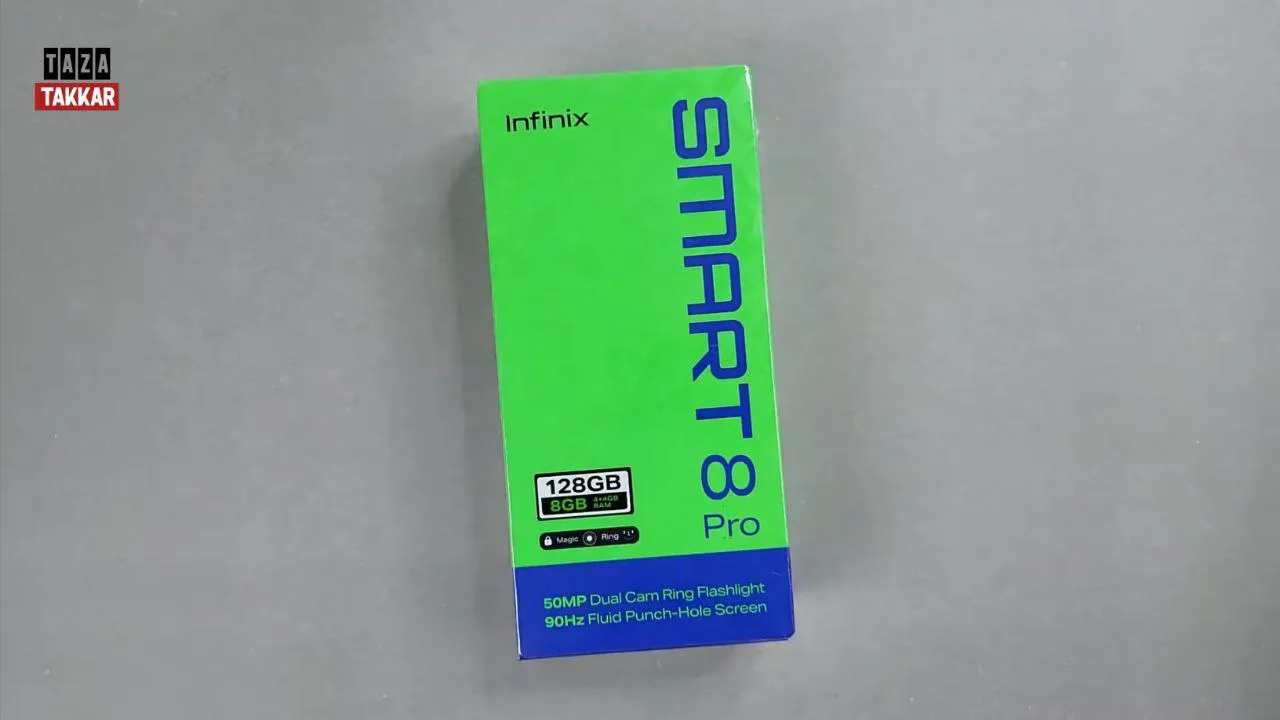 TAZA
TAKKAR
Infinix
SMART 8
Pro
128GB
8GB 4+4GB RAM
Magic Ring
50MP Dual Cam Ring Flashlight
90Hz Fluid Punch-Hole Screen